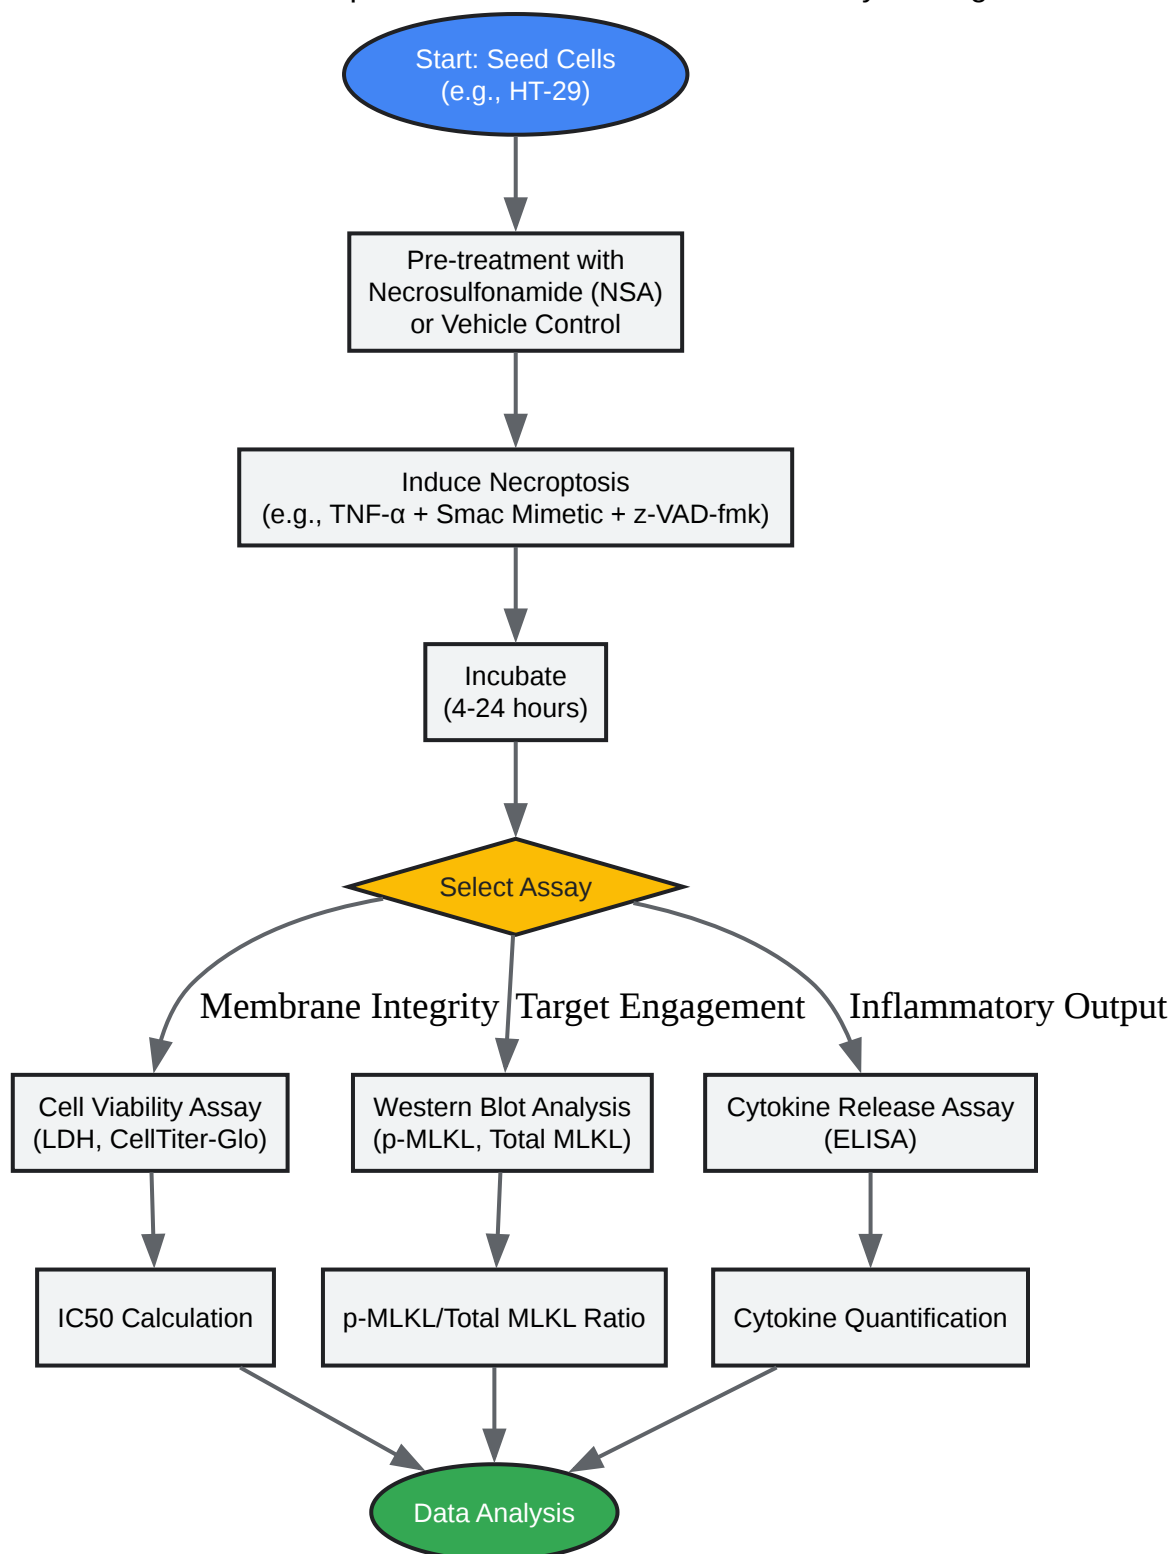 Start: Seed Cells
(e.g., HT-29)
Pre-treatment with
Necrosulfonamide (NSA)
or Vehicle Control
Induce Necroptosis
(e.g., TNF-α + Smac Mimetic + z-VAD-fmk)
Incubate
(4-24 hours)
Select Assay
Membrane Integrity
Target Engagement
Inflammatory Output
Cell Viability Assay
(LDH, CellTiter-Glo)
Western Blot Analysis
(p-MLKL, Total MLKL)
Cytokine Release Assay
(ELISA)
IC50 Calculation
p-MLKL/Total MLKL Ratio
Cytokine Quantification
Data Analysis